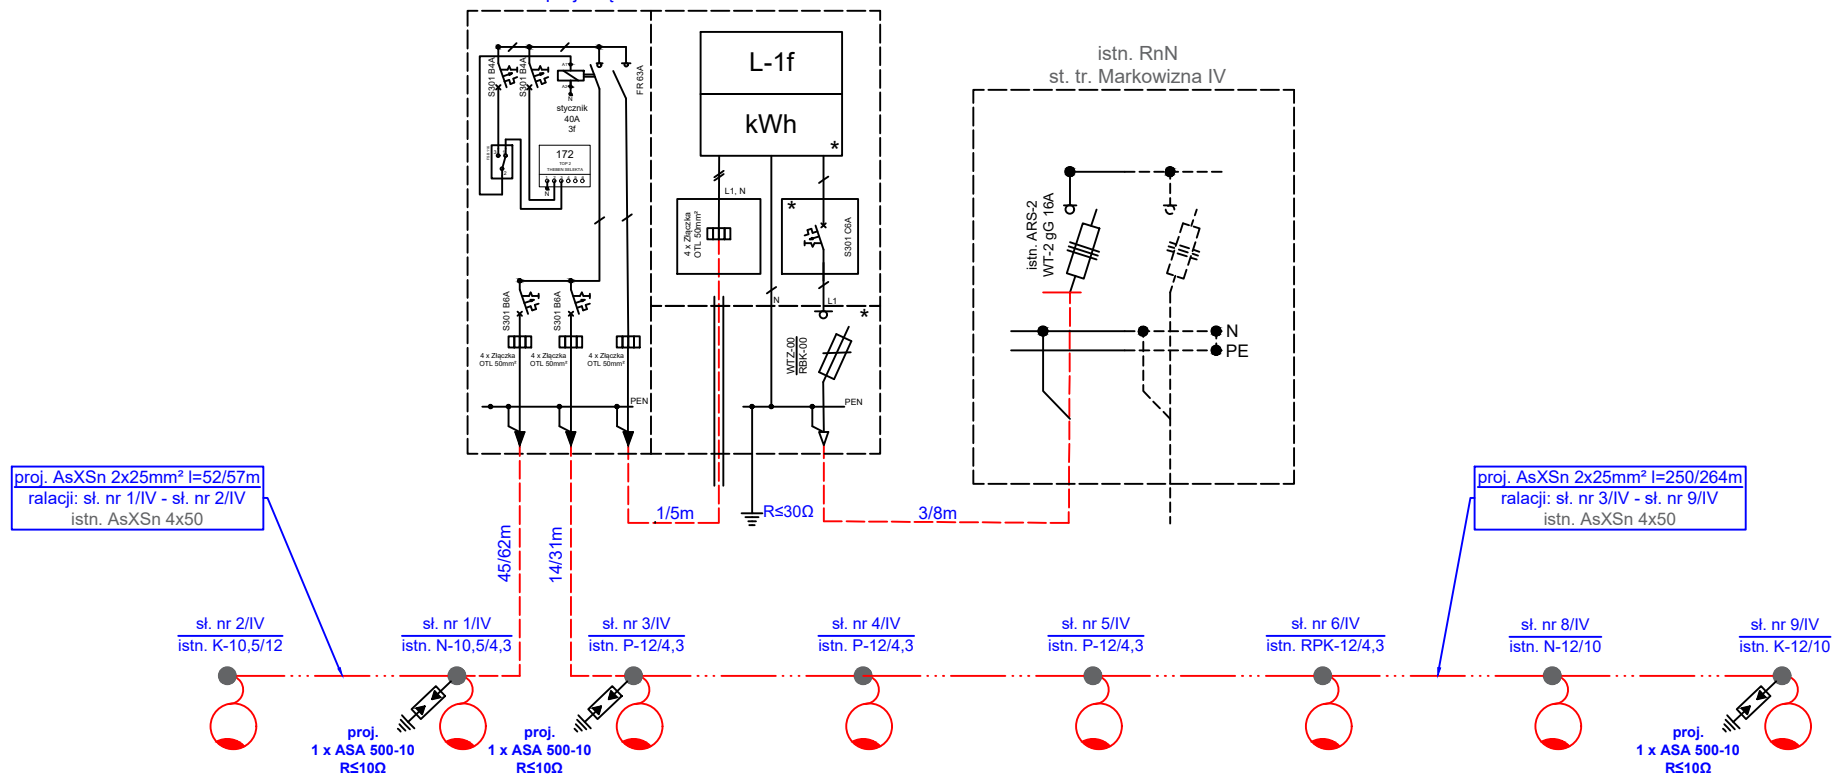 istn. RnN
st. tr. Markowizna IV
L-1f
kWh
*
S301 B4A
S301 B4A
A1
A2
N
stycznik
40A
3f
FR 63A
172
TOP 2
THEBEN SELEKTA
N
L1, N
4 x Złączka
OTL 50mm²
*
S301 C6A
N
L1
*
WTZ-00
RBK-00
S301 B6A
S301 B6A
4 x Złączka
OTL 50mm²
4 x Złączka
OTL 50mm²
4 x Złączka
OTL 50mm²
PEN
PEN
istn. ARS-2
WT-2 gG 16A
N
PE
proj. AsXSn 2x25mm² l=52/57m
ralacji: sł. nr 1/IV - sł. nr 2/IV
istn. AsXSn 4x50
45/62m
14/31m
1/5m
R≤30Ω
3/8m
proj. AsXSn 2x25mm² l=250/264m
ralacji: sł. nr 3/IV - sł. nr 9/IV
istn. AsXSn 4x50
sł. nr 2/IV
istn. K-10,5/12
sł. nr 1/IV
istn. N-10,5/4,3
sł. nr 3/IV
istn. P-12/4,3
sł. nr 4/IV
istn. P-12/4,3
sł. nr 5/IV
istn. P-12/4,3
sł. nr 6/IV
istn. RPK-12/4,3
sł. nr 8/IV
istn. N-12/10
sł. nr 9/IV
istn. K-12/10
proj.
1 x ASA 500-10
R≤10Ω
proj.
1 x ASA 500-10
R≤10Ω
proj.
1 x ASA 500-10
R≤10Ω